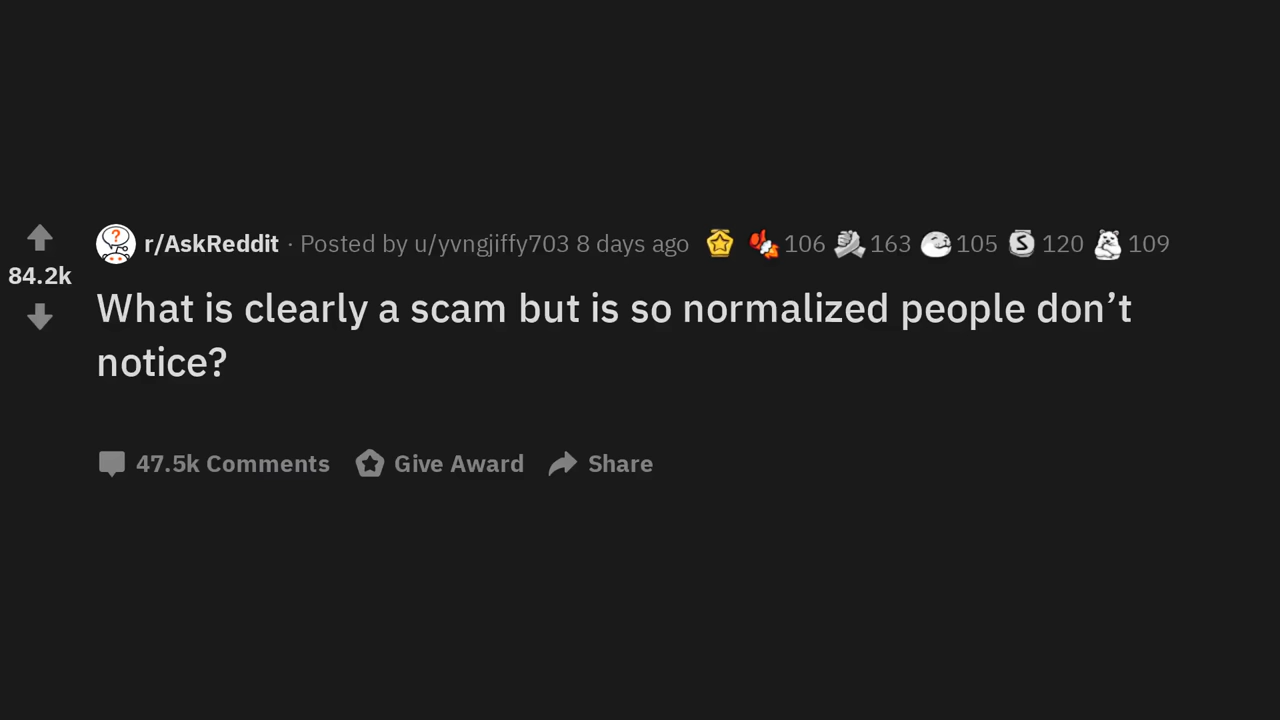 r/AskReddit · Posted by u/yvngjiffy703 8 days ago 106 163 105 S 120 109
84.2k
What is clearly a scam but is so normalized people don’t
notice?
47.5k Comments Give Award Share